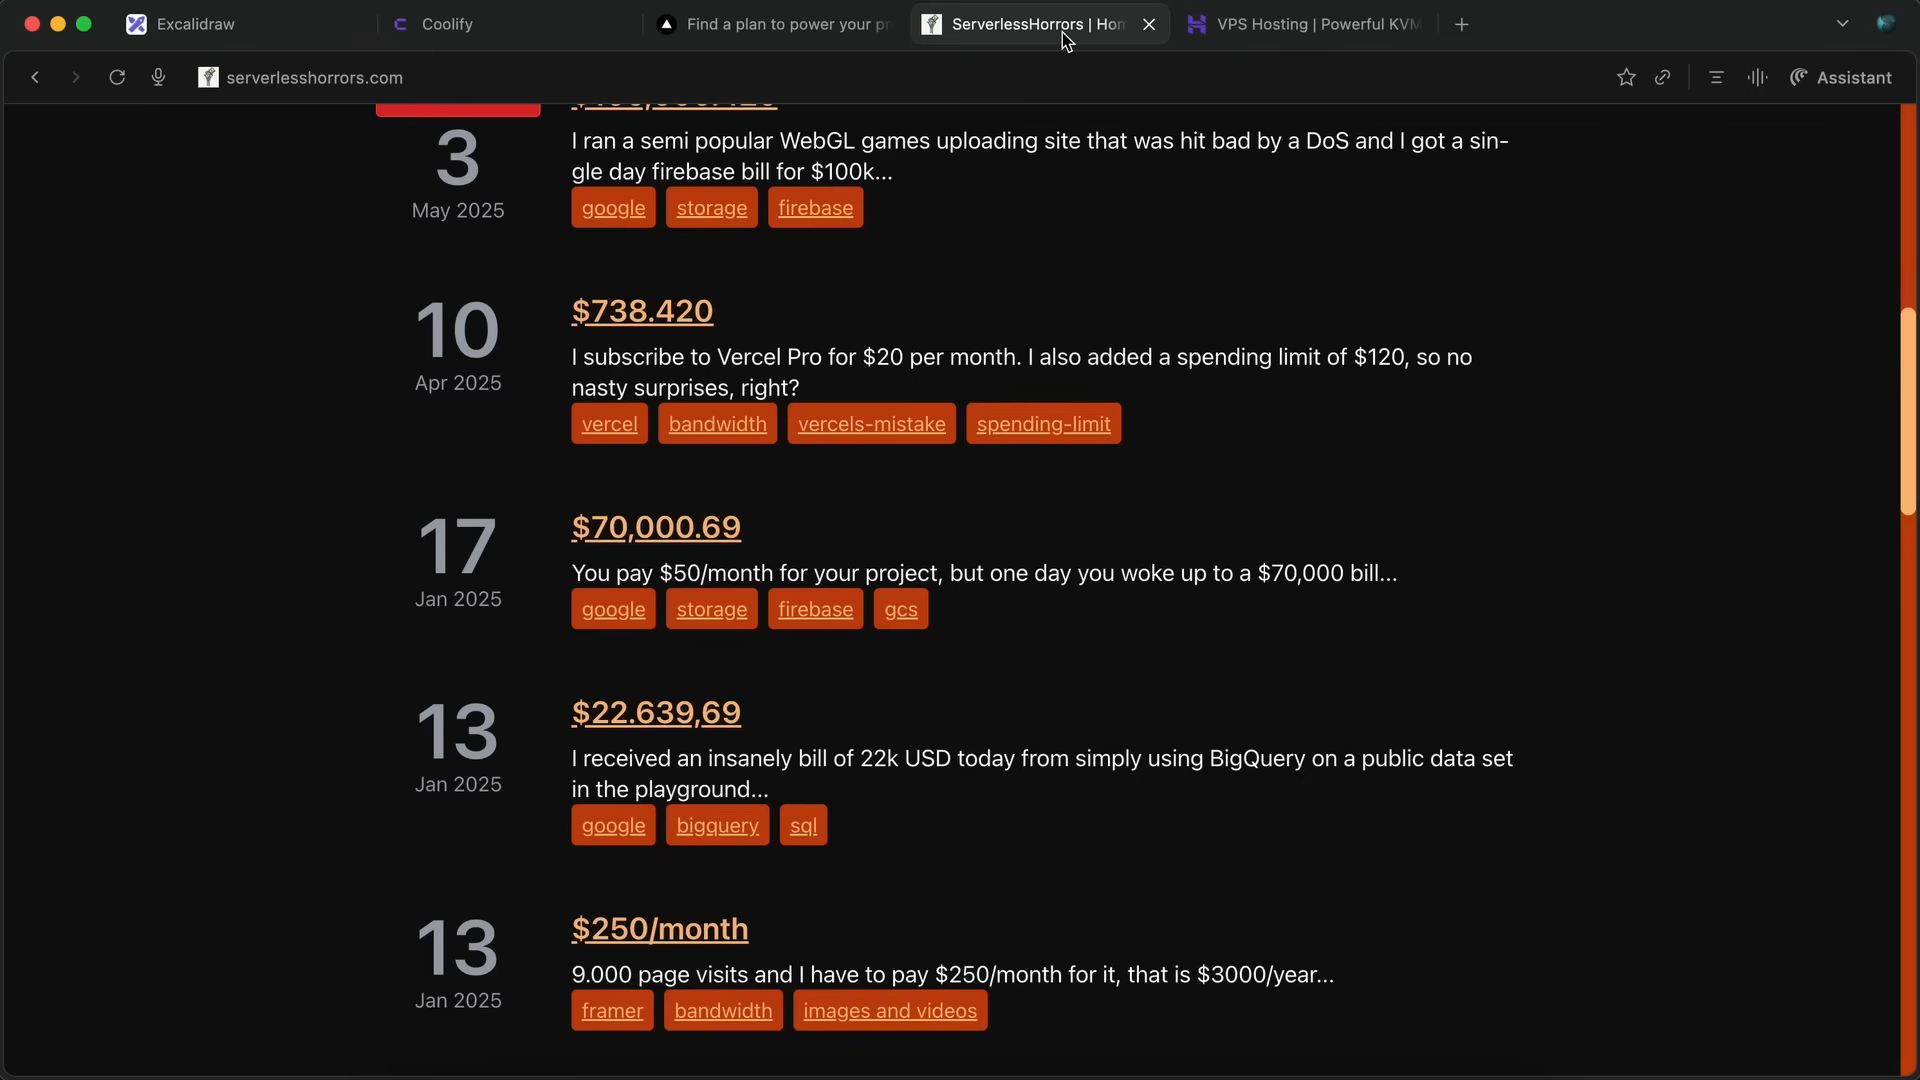 Excalidraw
Coolify
Find a plan to power your pr
ServerlessHorrors | Hon
VPS Hosting | Powerful KVM
serverlesshorrors.com
Assistant
3
May 2025
I ran a semi popular WebGL games uploading site that was hit bad by a DoS and I got a sin-
gle day firebase bill for $100k...
google storage firebase
10
Apr 2025
$738.420
I subscribe to Vercel Pro for $20 per month. I also added a spending limit of $120, so no
nasty surprises, right?
vercel bandwidth vercels-mistake spending-limit
17
Jan 2025
$70,000.69
You pay $50/month for your project, but one day you woke up to a $70,000 bill...
google storage firebase gcs
13
Jan 2025
$22.639,69
I received an insanely bill of 22k USD today from simply using BigQuery on a public data set
in the playground...
google bigquery sql
13
Jan 2025
$250/month
9.000 page visits and I have to pay $250/month for it, that is $3000/year...
framer bandwidth images and videos